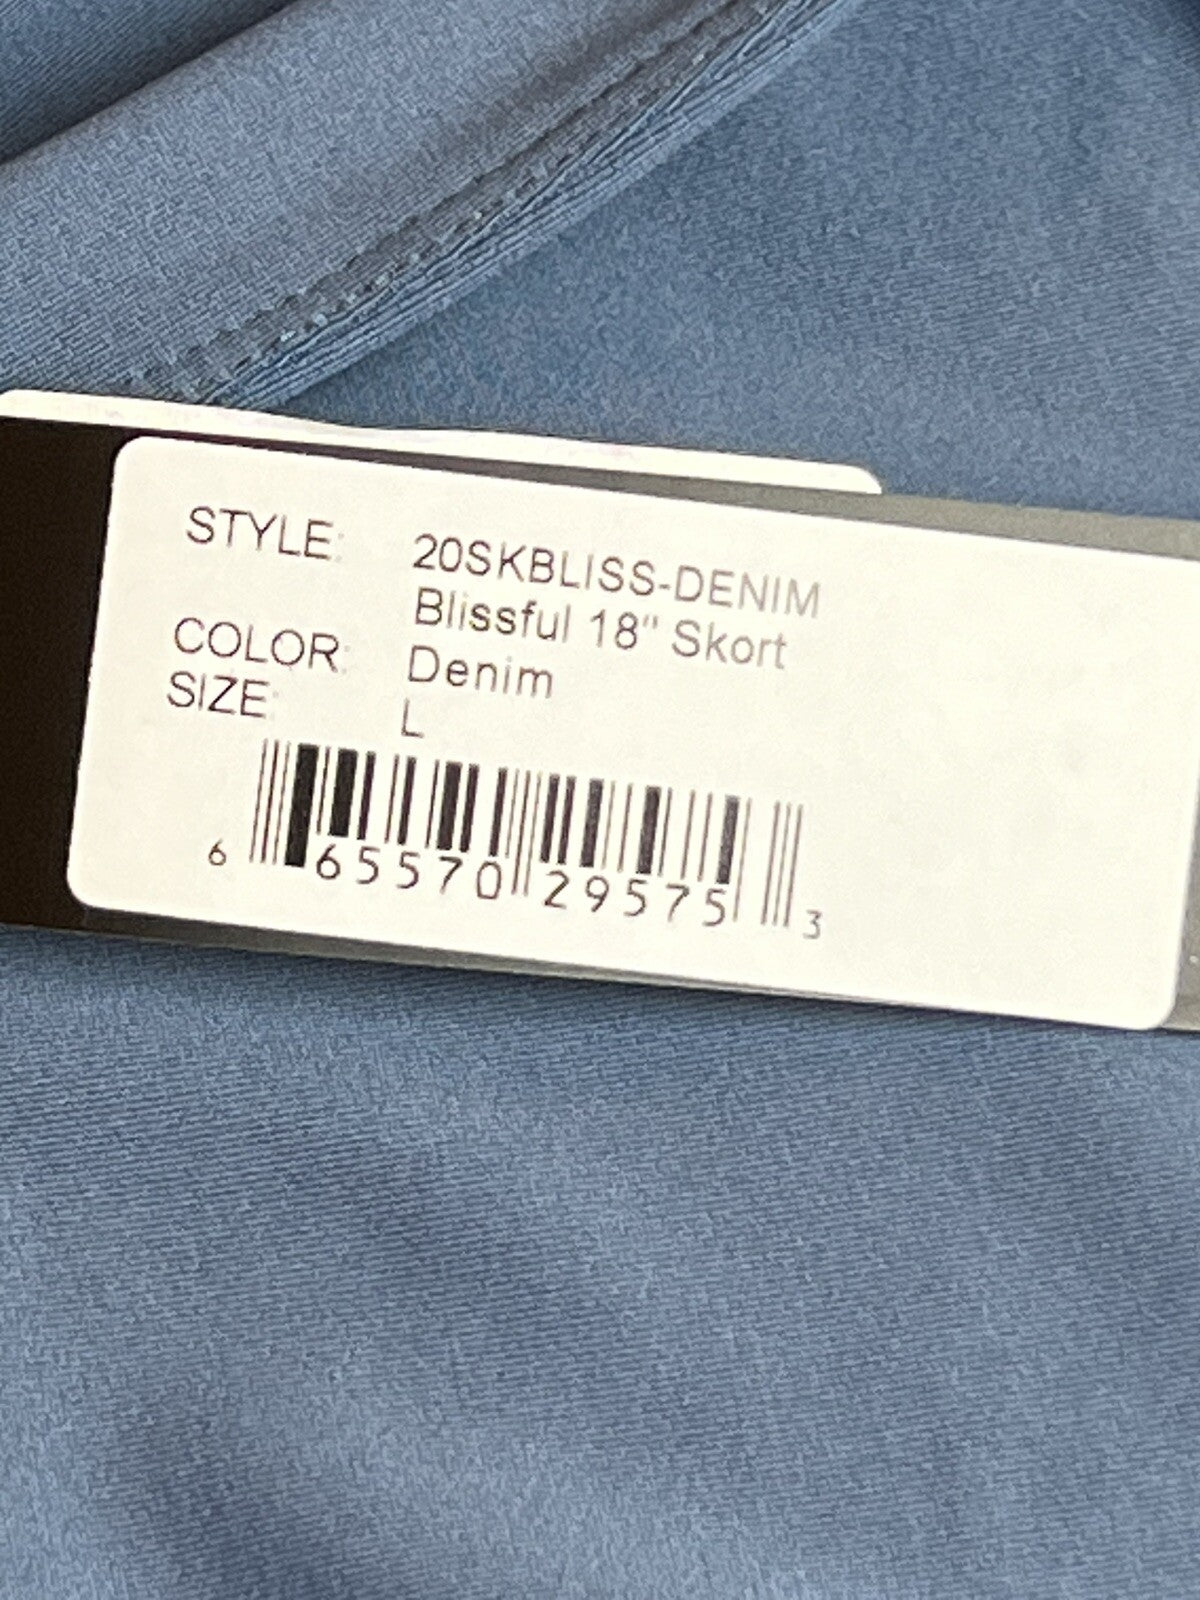 STYLE: 20SKBLISS-DENIM
Blissful 18" Skort
COLOR: Denim
SIZE: L
6 65570 29575 3